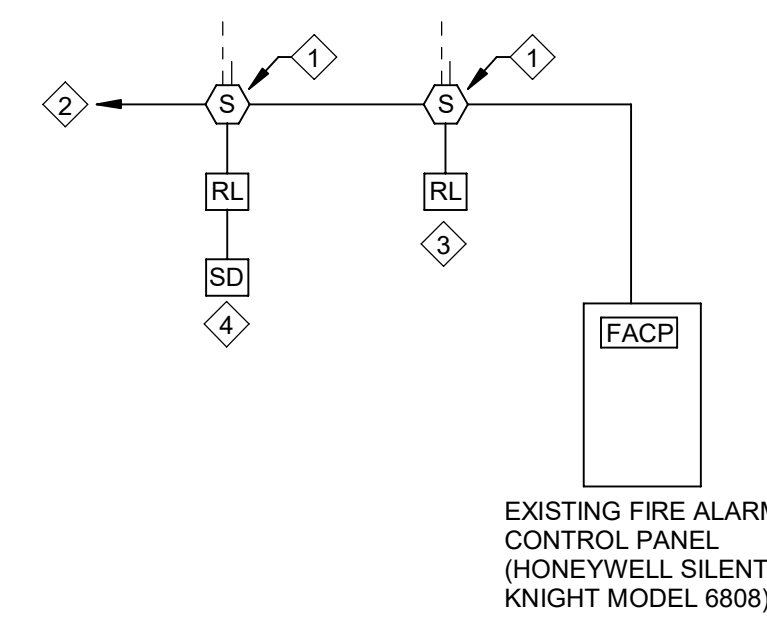 1
1
2
S
S
RL
RL
3
SD
4
FACP
EXISTING FIRE ALARM
CONTROL PANEL
(HONEYWELL SILENT
KNIGHT MODEL 6808)